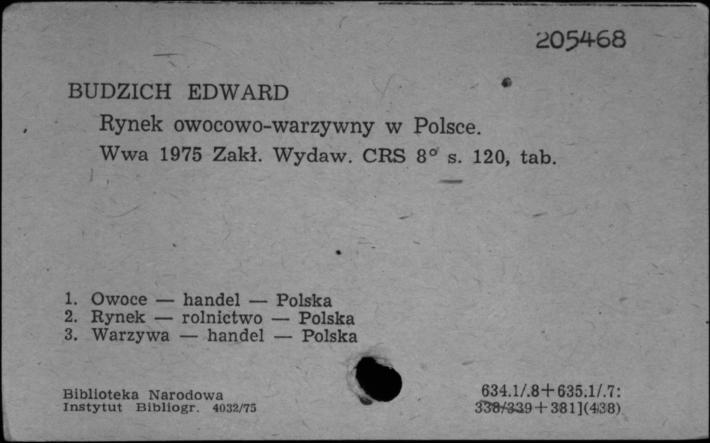 205468
BUDZICH EDWARD
Rynek owocowo-warzywny w Polsce.
Wwa 1975 Zakł. Wydaw. CRS 8° s. 120, tab.
1. Owoce — handel — Polska
2. Rynek — rolnictwo — Polska
3. Warzywa — handel — Polska
Biblioteka Narodowa
Instytut Bibliogr. 4032/75
634.1/.8+635.1/.7:
338/339+381](438)